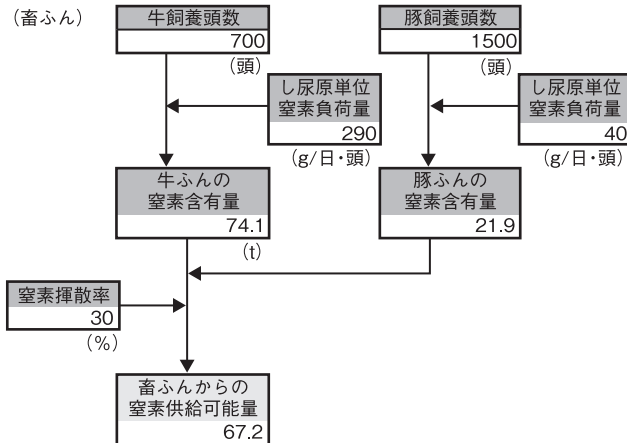 (畜ふん)
牛飼養頭数
700
(頭)
豚飼養頭数
1500
(頭)
し尿原単位
窒素負荷量
290
(g/日・頭)
し尿原単位
窒素負荷量
40
(g/日・頭)
牛ふんの
窒素含有量
74.1
(t)
豚ふんの
窒素含有量
21.9
窒素揮散率
30
(%)
畜ふんからの
窒素供給可能量
67.2